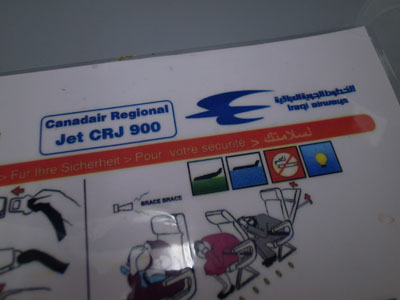 Canadair Regional
Jet CRJ 900
الخطوط الجوية العراقية
Iraqi airways
> Für Ihre Sicherheit > Pour votre sécurité > لسلامتك
BRACE BRACE